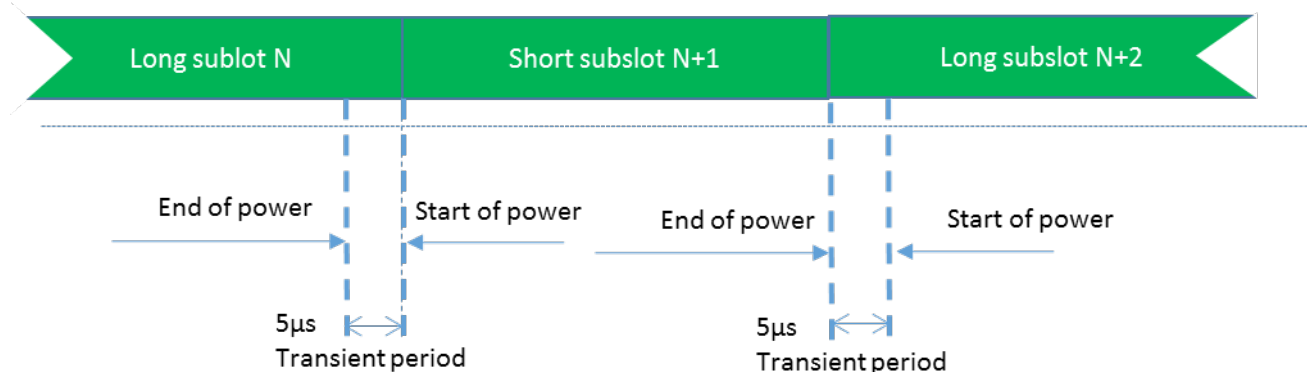 Long sublot N
Short subslot N+1
Long subslot N+2
End of power
Start of power
End of power
Start of power
5µs
Transient period
5µs
Transient period